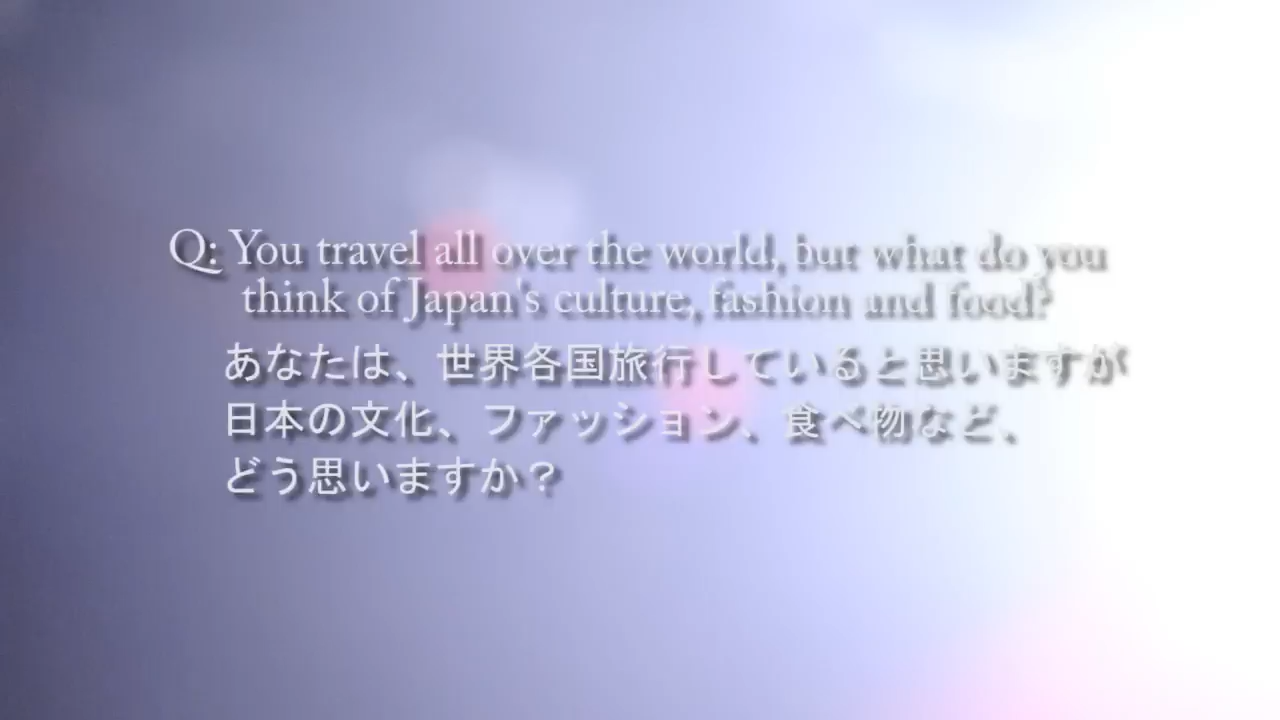 Q: You travel all over the world, but what do you
think of Japan's culture, fashion and food?
あなたは、世界各国旅行していると思いますが
日本の文化、ファッション、食べ物など、
どう思いますか？